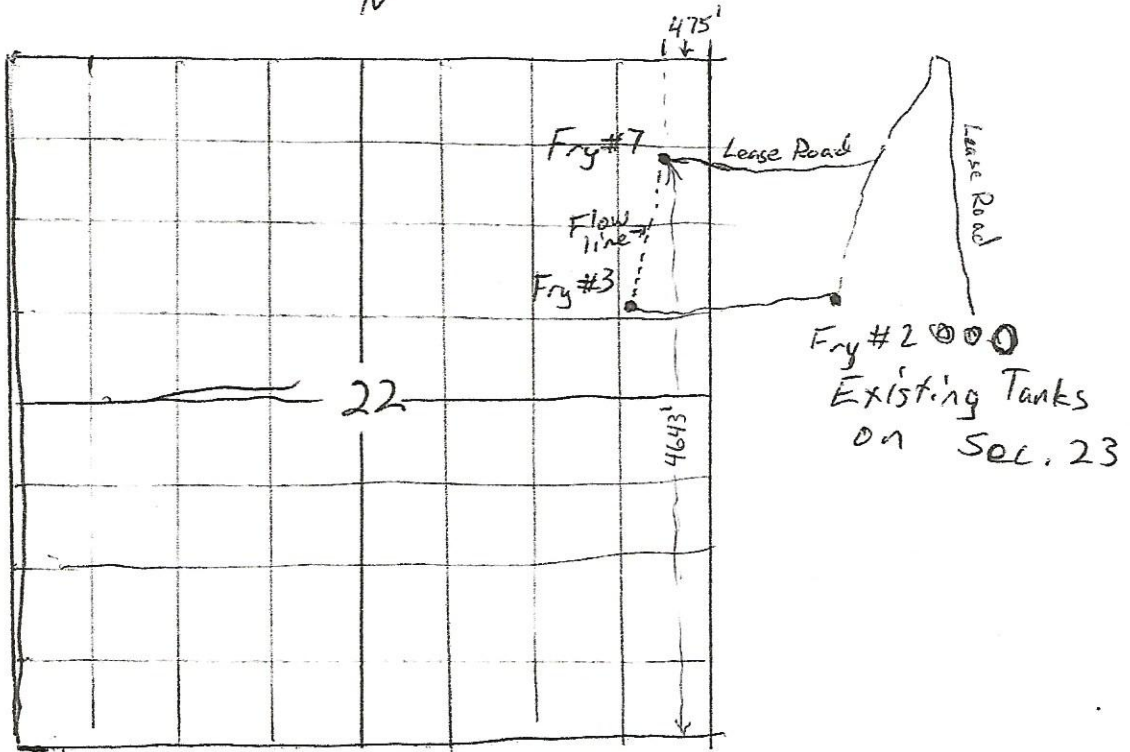 N
475'
Fry #7
Lease Road
Lease Road
Flow
line
Fry #3
Fry #2
Existing Tanks
on Sec. 23
22
4643'